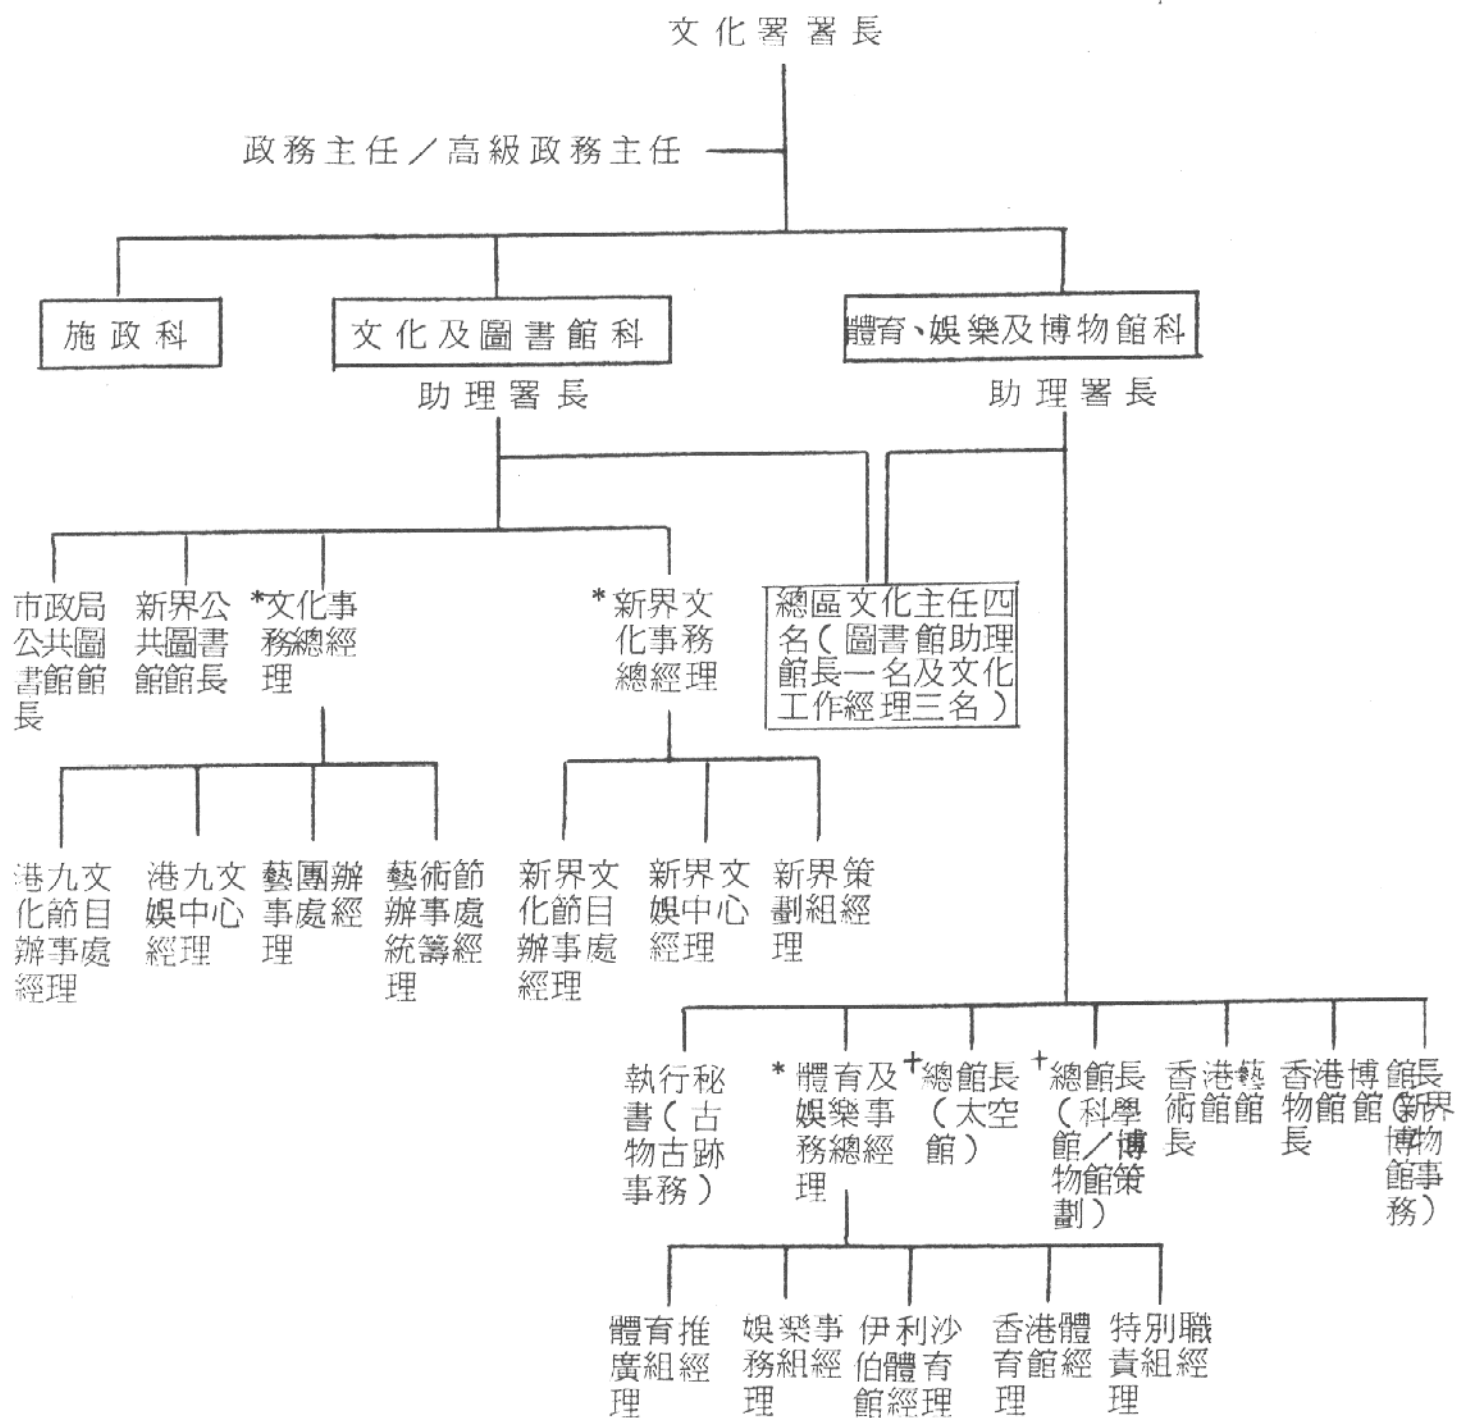 文化署署長
政務主任／高級政務主任
施政科
文化及圖書館科
體育、娛樂及博物館科
助理署長
助理署長
市政局
公共圖
書館館
長
新界公
共圖書
館館長
*文化事
務總經
理
*新界文
化事務
總經理
總區文化主任四
名(圖書館助理
館長一名及文化
工作經理三名)
港九文
化節目
辦事處
經理
港九文
娛中心
經理
藝團辦
事處經
理
藝術節
辦事處
統籌經
理
新界文
化節目
辦事處
經理
新界文
娛中心
經理
新界策
劃組經
理
執行秘
書(古
物古跡
事務)
*體育及
娛樂事
務總經
理
+總館長
(太空
館)
+總館長
(科學
館／博
物館策
劃)
香港藝
術館館
長
香港博
物館館
長
館長
(新界
博物
館事
務)
體育推
廣組經
理
娛樂事
務組經
理
伊利沙
伯體育
館經理
香港體
育館經
理
特別職
責組經
理